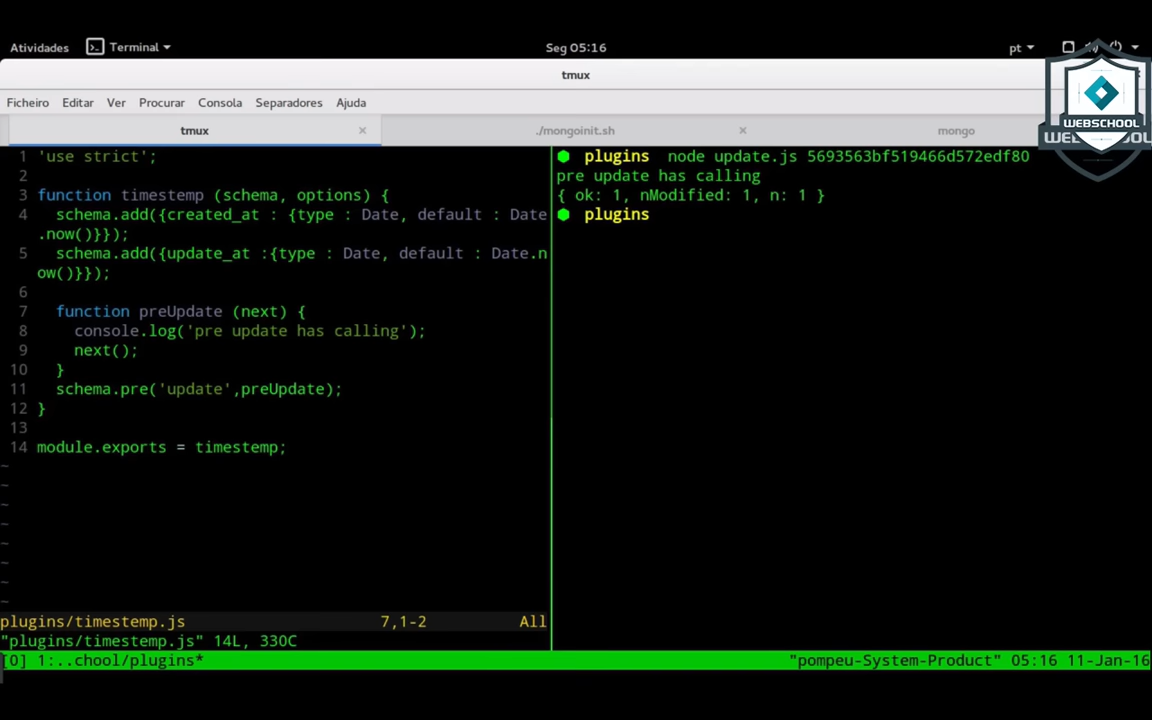 Atividades Terminal Seg 05:16 pt
tmux
Ficheiro Editar Ver Procurar Consola Separadores Ajuda
tmux × ./mongoinit.sh × mongo
WEBSCHOOL
1 'use strict';
2
3 function timestemp (schema, options) {
4 schema.add({created_at : {type : Date, default : Date
.now()}});
5 schema.add({update_at :{type : Date, default : Date.n
ow()}});
6
7 function preUpdate (next) {
8 console.log('pre update has calling');
9 next();
10 }
11 schema.pre('update',preUpdate);
12 }
13
14 module.exports = timestemp;
~
~
~
~
~
~
~
~
plugins/timestemp.js 7,1-2 All
"plugins/timestemp.js" 14L, 330C
plugins node update.js 5693563bf519466d572edf80
pre update has calling
{ ok: 1, nModified: 1, n: 1 }
plugins
[0] 1:..chool/plugins* "pompeu-System-Product" 05:16 11-Jan-16